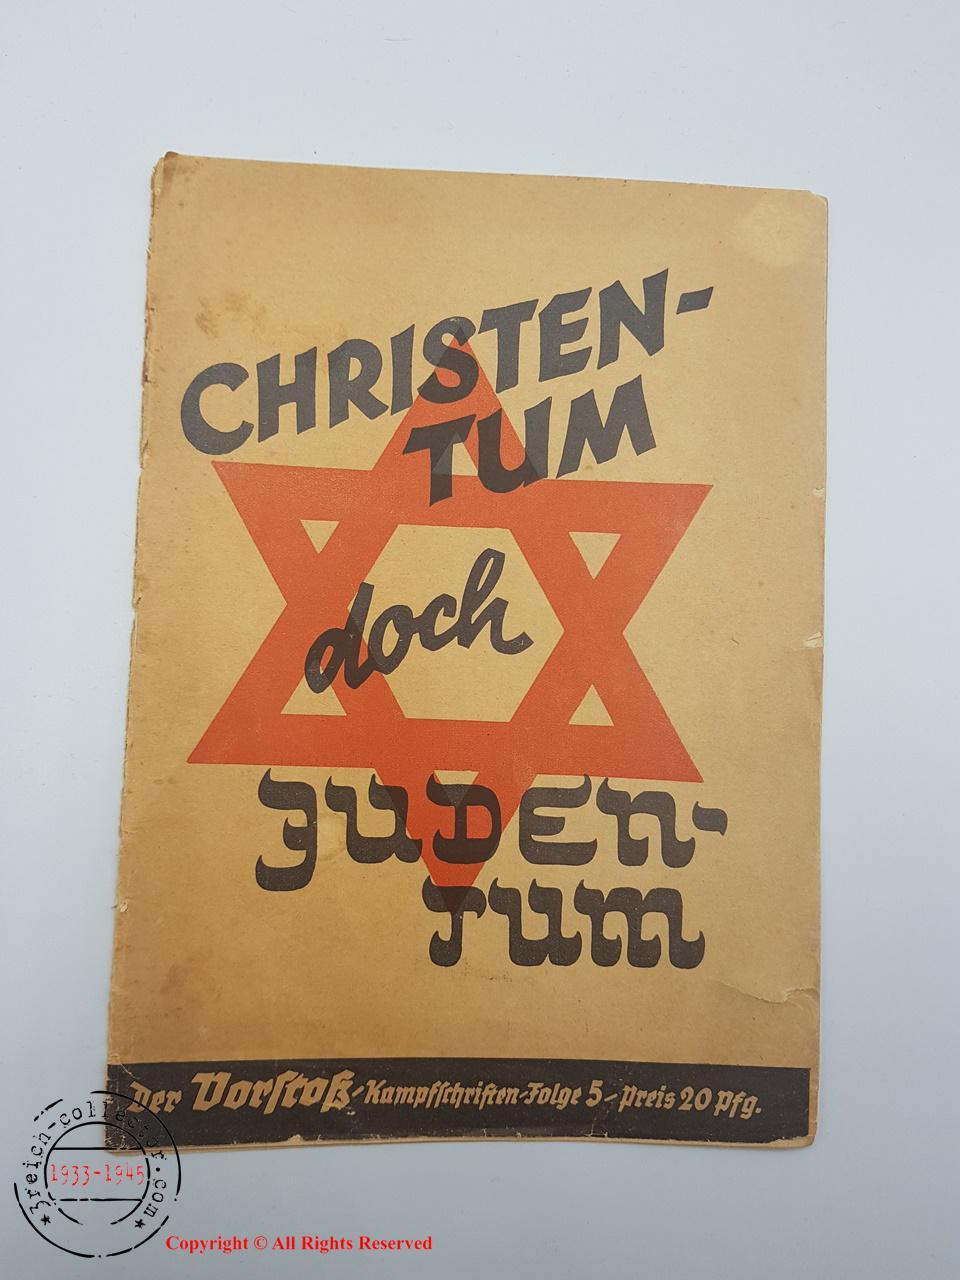 CHRISTEN-
TUM
doch
JUDEN-
TUM
Der Vorstoß-Kampfschriften-Folge 5-Preis 20 Pfg.
3reich-collector.com
1933-1945
Copyright © All Rights Reserved